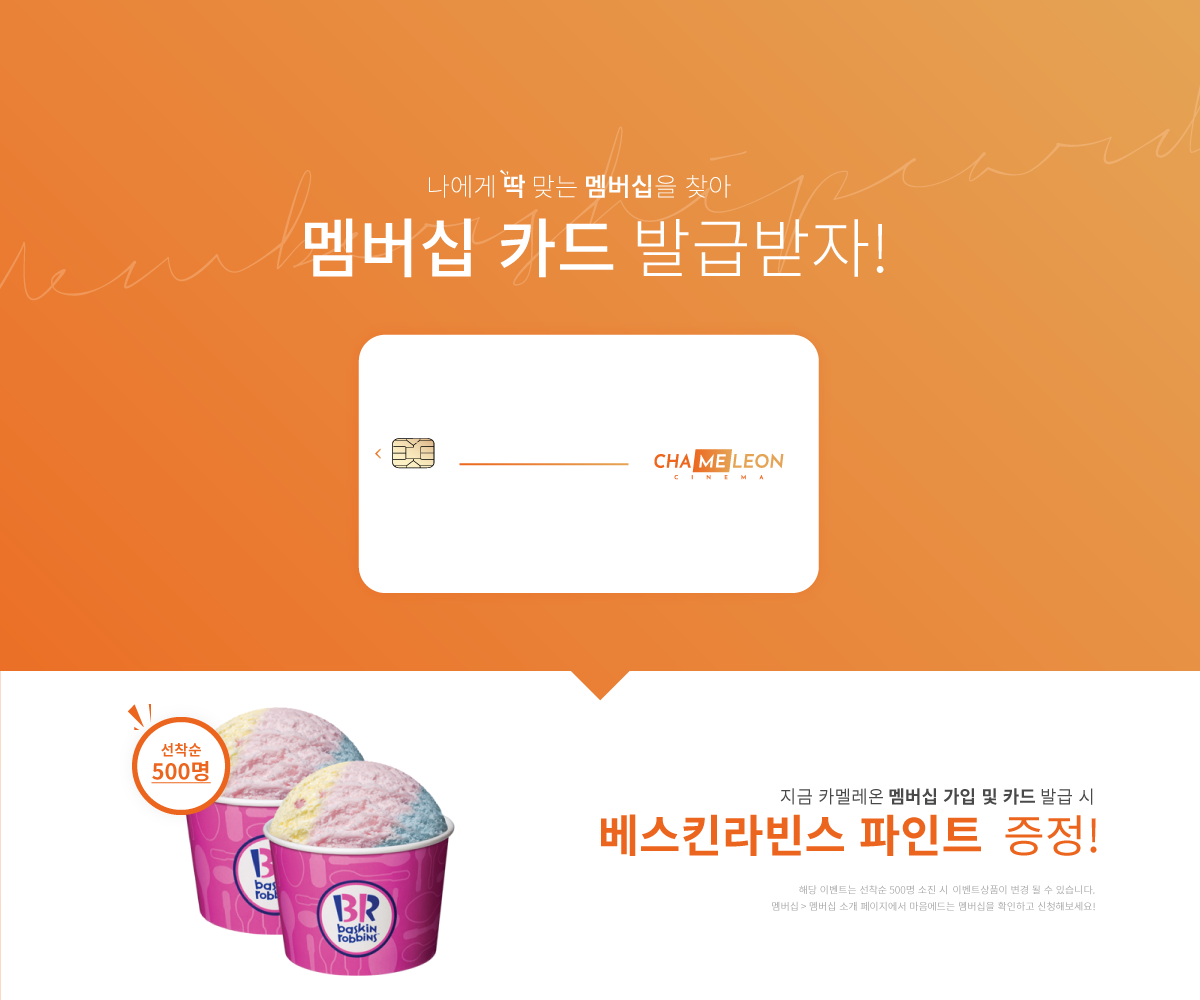 membershipcard
나에게 딱 맞는 멤버십을 찾아
멤버십 카드 발급받자!
CHAMELEON
CINEMA
선착순
500명
BR
baskin
robbins
BR
baskin
robbins
지금 카멜레온 멤버십 가입 및 카드 발급 시
베스킨라빈스 파인트 증정!
해당 이벤트는 선착순 500명 소진 시 이벤트상품이 변경 될 수 있습니다.
멤버십 > 멤버십 소개 페이지에서 마음에드는 멤버십을 확인하고 신청해보세요!